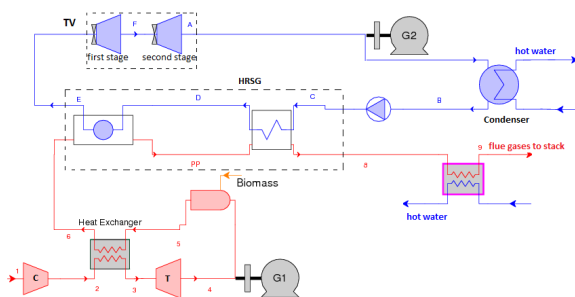 TV
F
A
first stage
second stage
G2
hot water
HRSG
E
D
C
B
Condenser
PP
8
9
flue gases to stack
Biomass
hot water
Heat Exchanger
6
5
1
C
2
3
T
4
G1